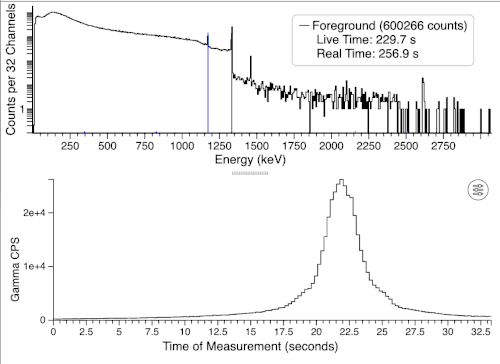 Counts per 32 Channels
1
— Foreground (600266 counts)
Live Time: 229.7 s
Real Time: 256.9 s
250 500 750 1000 1250 1500 1750 2000 2250 2500 2750
Energy (keV)
Gamma CPS
2e+4
1e+4
0
0 2.5 5 7.5 10 12.5 15 17.5 20 22.5 25 27.5 30 32.5
Time of Measurement (seconds)